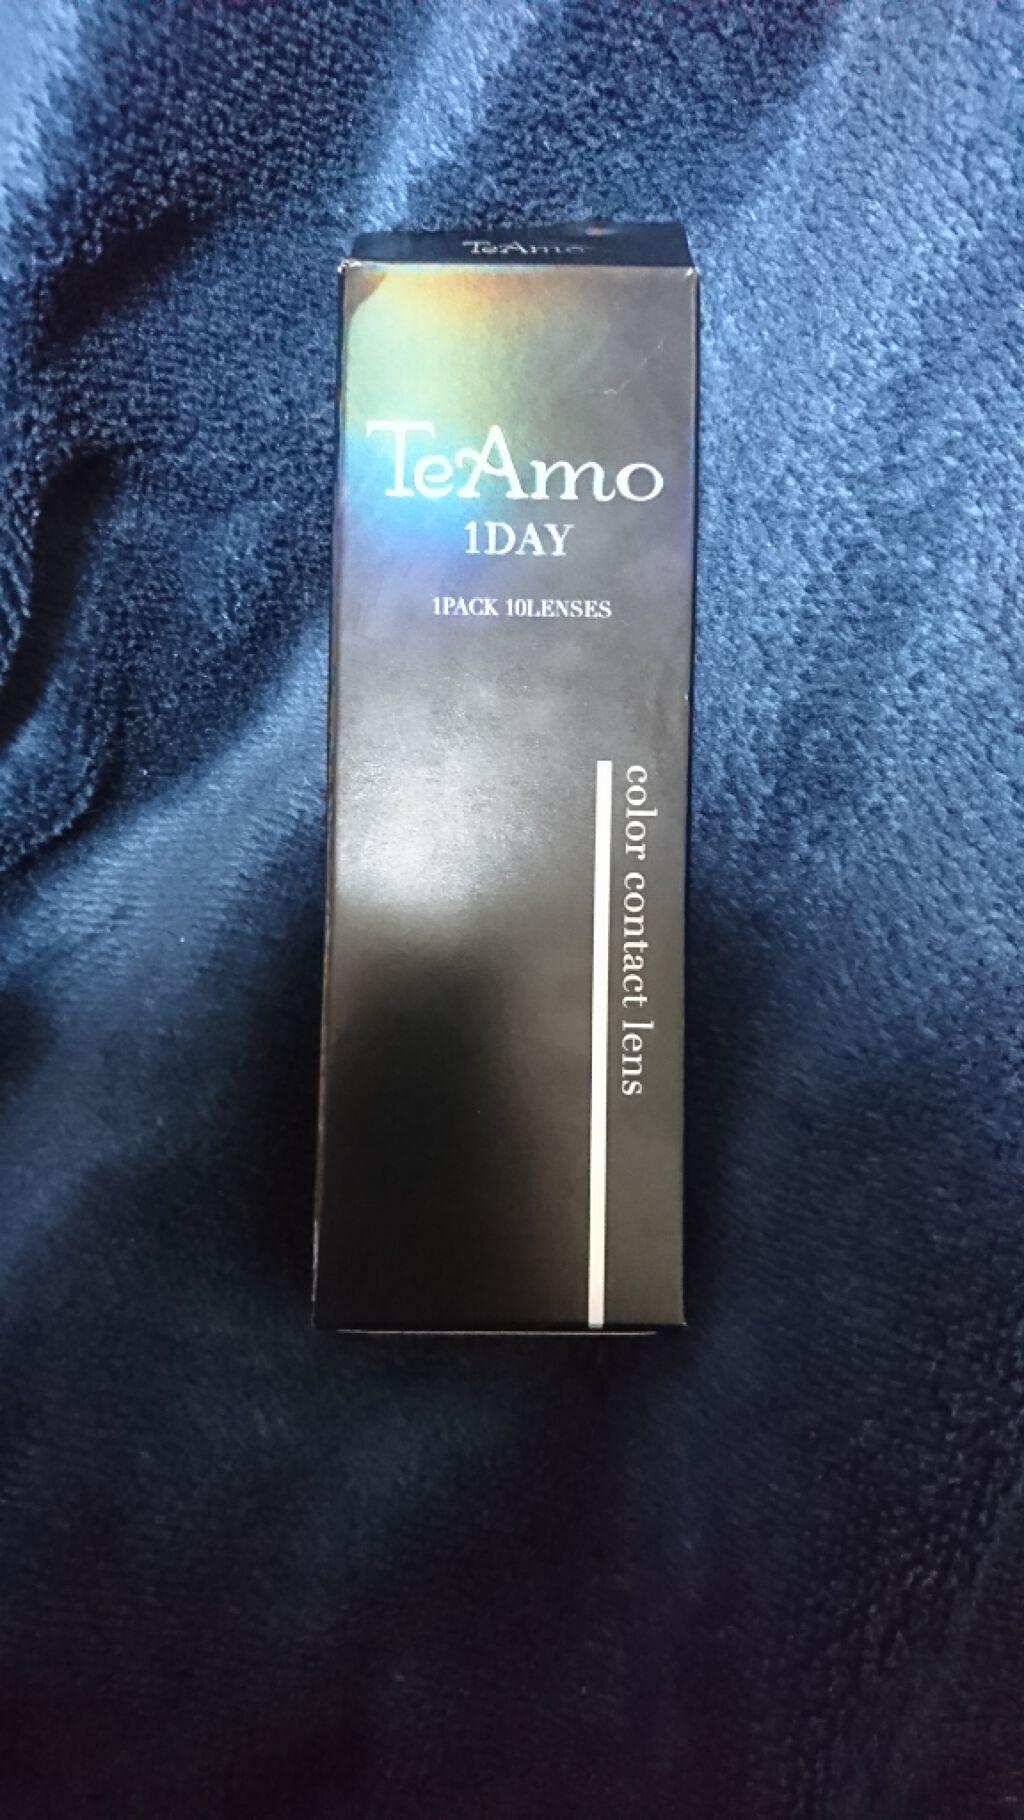 TeAmo
TeAmo
1DAY
1PACK 10LENSES
color contact lens